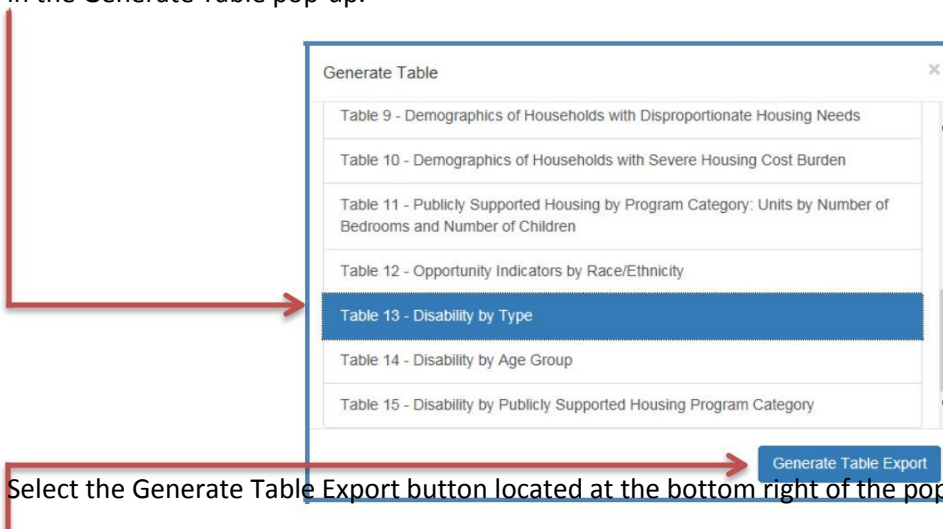 in the Generate Table pop-up.
Generate Table
×
Table 9 - Demographics of Households with Disproportionate Housing Needs
Table 10 - Demographics of Households with Severe Housing Cost Burden
Table 11 - Publicly Supported Housing by Program Category: Units by Number of
Bedrooms and Number of Children
Table 12 - Opportunity Indicators by Race/Ethnicity
Table 13 - Disability by Type
Table 14 - Disability by Age Group
Table 15 - Disability by Publicly Supported Housing Program Category
Generate Table Export
Select the Generate Table Export button located at the bottom right of the pop